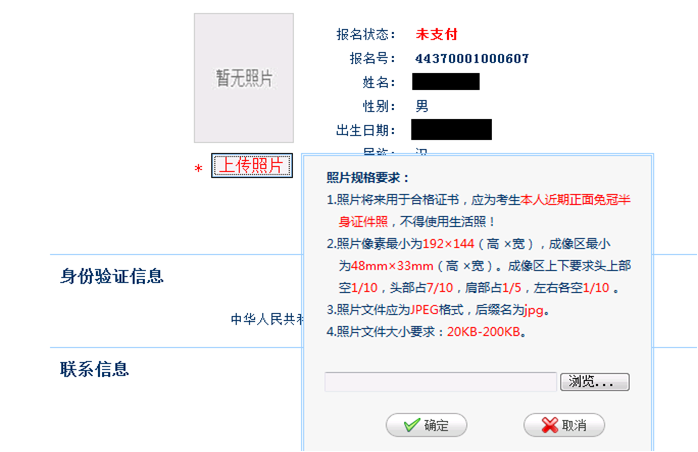 暂无照片
* 上传照片
报名状态： 未支付
报名号： 44370001000607
姓名：
性别： 男
出生日期：
民族： 汉
照片规格要求：
1.照片将来用于合格证书，应为考生本人近期正面免冠半
身证件照，不得使用生活照！
2.照片像素最小为192×144（高 ×宽），成像区最小
为48mm×33mm（高 ×宽）。成像区上下要求头上部
空1/10，头部占7/10，肩部占1/5，左右各空1/10 。
3.照片文件应为JPEG格式，后缀名为jpg。
4.照片文件大小要求：20KB-200KB。
浏览...
确定
取消
身份验证信息
中华人民共和
联系信息